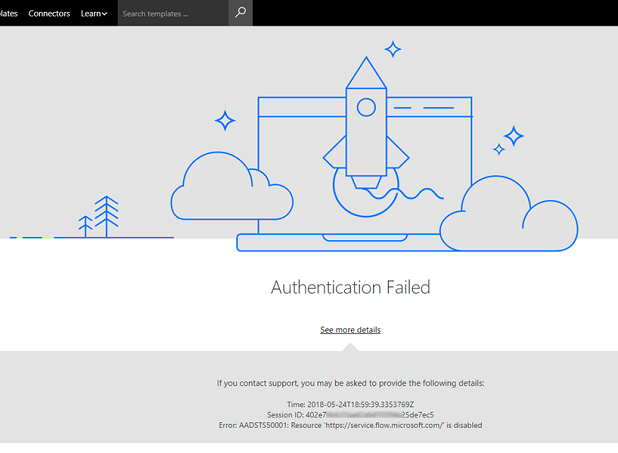 Connectors Learn Search templates ...
Authentication Failed
See more details
If you contact support, you may be asked to provide the following details:
Time: 2018-05-24T18:59:39.3353769Z
Session ID: 402e7 25de7ec5
Error: AADSTS50001: Resource 'https://service.flow.microsoft.com/' is disabled